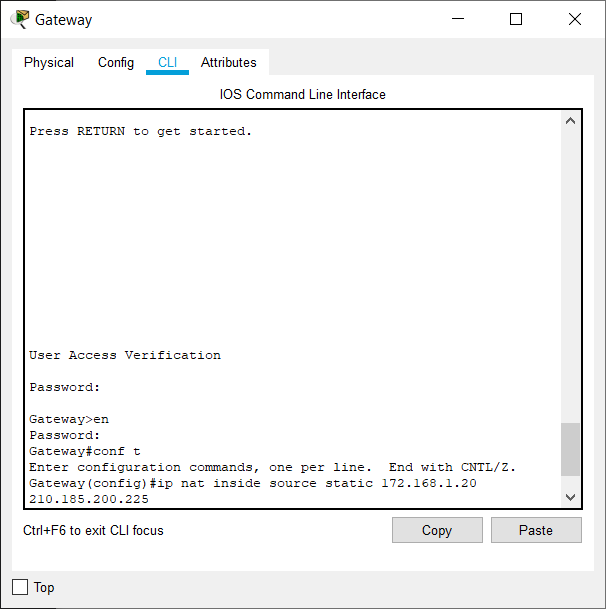 Gateway
Physical Config CLI Attributes
IOS Command Line Interface
Press RETURN to get started.
User Access Verification
Password:
Gateway>en
Password:
Gateway#conf t
Enter configuration commands, one per line.  End with CNTL/Z.
Gateway(config)#ip nat inside source static 172.168.1.20
210.185.200.225
Ctrl+F6 to exit CLI focus
Copy Paste
Top